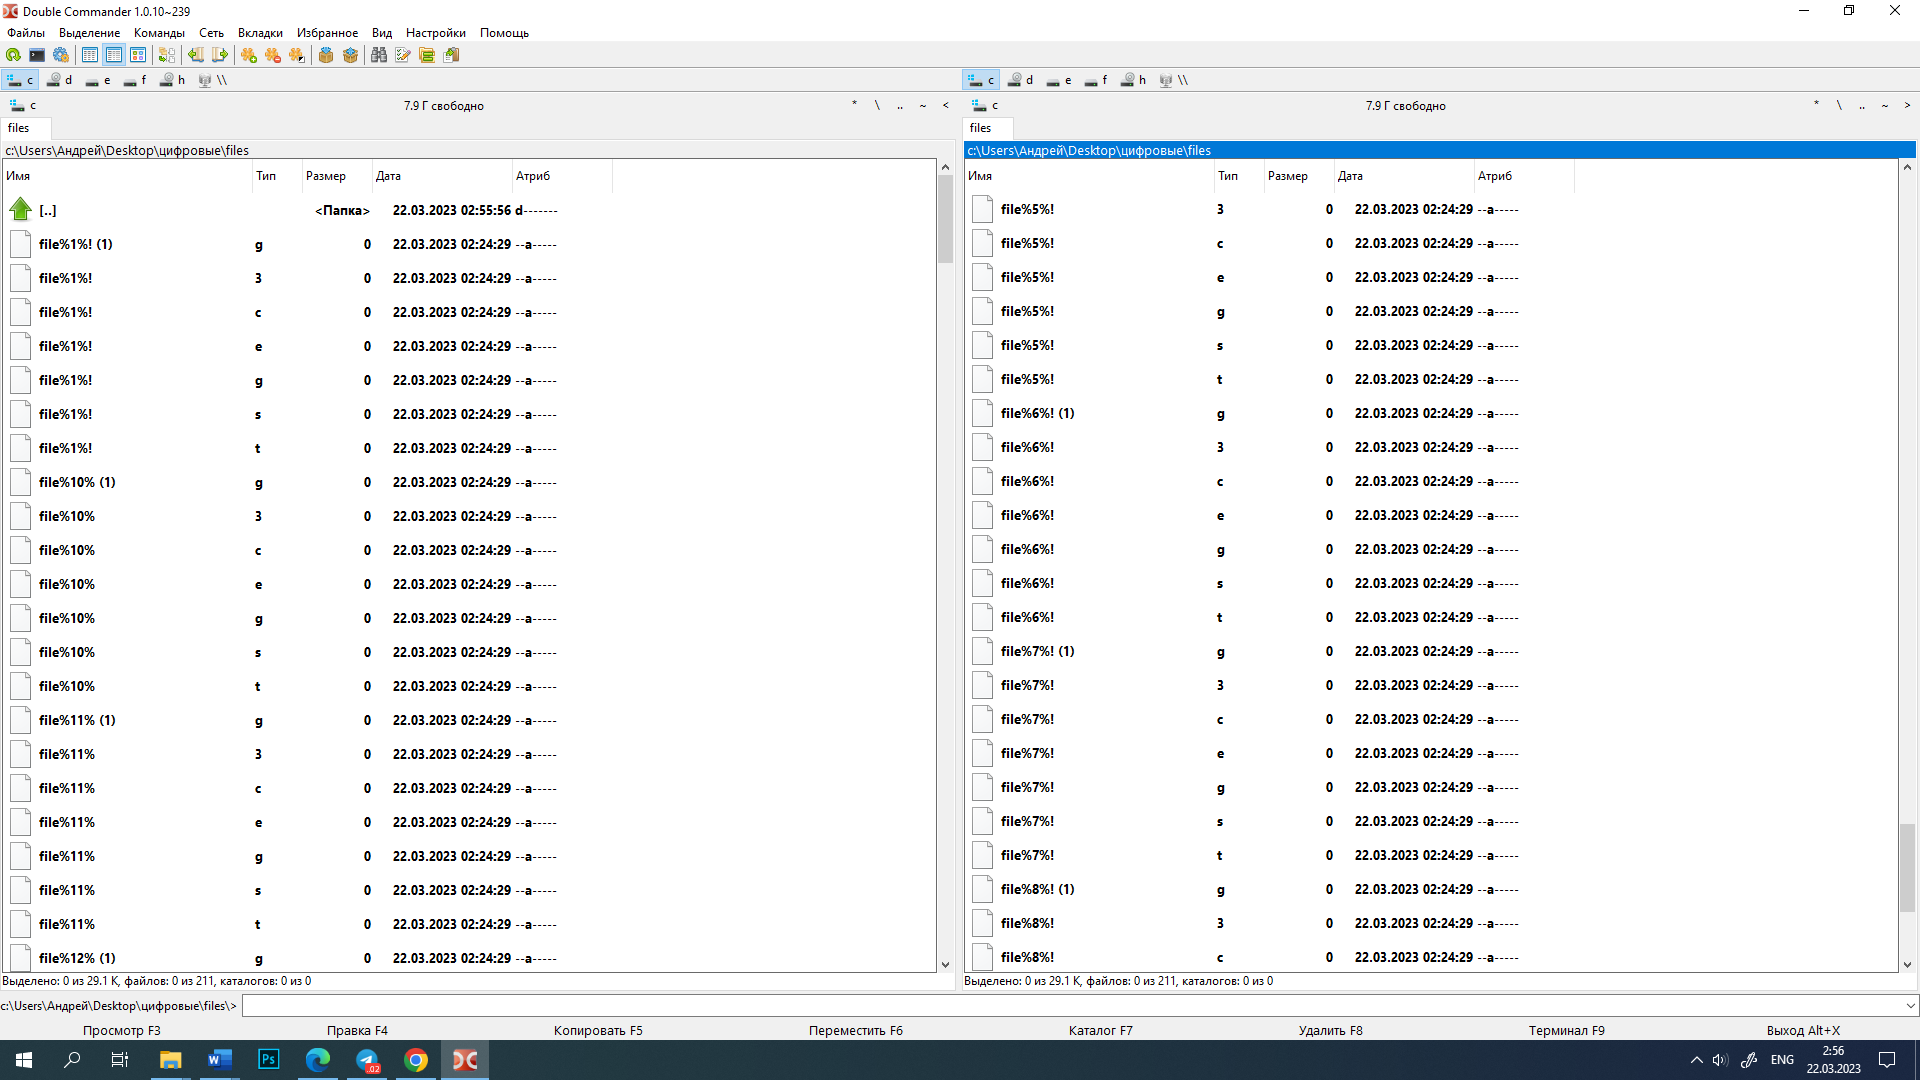 Double Commander 1.0.10~239
Файлы Выделение Команды Сеть Вкладки Избранное Вид Настройки Помощь
c d e f h \\ c d e f h \\
c 7.9 Г свободно * \ .. ~ < c 7.9 Г свободно * \ .. ~ >
files files
c:\Users\Андрей\Desktop\цифровые\files c:\Users\Андрей\Desktop\цифровые\files
Имя Тип Размер Дата Атриб Имя Тип Размер Дата Атриб
[..] <Папка> 22.03.2023 02:55:56 d------- file%5%! 3 0 22.03.2023 02:24:29 --a-----
file%1%! (1) g 0 22.03.2023 02:24:29 --a----- file%5%! c 0 22.03.2023 02:24:29 --a-----
file%1%! 3 0 22.03.2023 02:24:29 --a----- file%5%! e 0 22.03.2023 02:24:29 --a-----
file%1%! c 0 22.03.2023 02:24:29 --a----- file%5%! g 0 22.03.2023 02:24:29 --a-----
file%1%! e 0 22.03.2023 02:24:29 --a----- file%5%! s 0 22.03.2023 02:24:29 --a-----
file%1%! g 0 22.03.2023 02:24:29 --a----- file%5%! t 0 22.03.2023 02:24:29 --a-----
file%1%! s 0 22.03.2023 02:24:29 --a----- file%6%! (1) g 0 22.03.2023 02:24:29 --a-----
file%1%! t 0 22.03.2023 02:24:29 --a----- file%6%! 3 0 22.03.2023 02:24:29 --a-----
file%10% (1) g 0 22.03.2023 02:24:29 --a----- file%6%! c 0 22.03.2023 02:24:29 --a-----
file%10% 3 0 22.03.2023 02:24:29 --a----- file%6%! e 0 22.03.2023 02:24:29 --a-----
file%10% c 0 22.03.2023 02:24:29 --a----- file%6%! g 0 22.03.2023 02:24:29 --a-----
file%10% e 0 22.03.2023 02:24:29 --a----- file%6%! s 0 22.03.2023 02:24:29 --a-----
file%10% g 0 22.03.2023 02:24:29 --a----- file%6%! t 0 22.03.2023 02:24:29 --a-----
file%10% s 0 22.03.2023 02:24:29 --a----- file%7%! (1) g 0 22.03.2023 02:24:29 --a-----
file%10% t 0 22.03.2023 02:24:29 --a----- file%7%! 3 0 22.03.2023 02:24:29 --a-----
file%11% (1) g 0 22.03.2023 02:24:29 --a----- file%7%! c 0 22.03.2023 02:24:29 --a-----
file%11% 3 0 22.03.2023 02:24:29 --a----- file%7%! e 0 22.03.2023 02:24:29 --a-----
file%11% c 0 22.03.2023 02:24:29 --a----- file%7%! g 0 22.03.2023 02:24:29 --a-----
file%11% e 0 22.03.2023 02:24:29 --a----- file%7%! s 0 22.03.2023 02:24:29 --a-----
file%11% g 0 22.03.2023 02:24:29 --a----- file%7%! t 0 22.03.2023 02:24:29 --a-----
file%11% s 0 22.03.2023 02:24:29 --a----- file%8%! (1) g 0 22.03.2023 02:24:29 --a-----
file%11% t 0 22.03.2023 02:24:29 --a----- file%8%! 3 0 22.03.2023 02:24:29 --a-----
file%12% (1) g 0 22.03.2023 02:24:29 --a----- file%8%! c 0 22.03.2023 02:24:29 --a-----
Выделено: 0 из 29.1 К, файлов: 0 из 211, каталогов: 0 из 0 Выделено: 0 из 29.1 К, файлов: 0 из 211, каталогов: 0 из 0
c:\Users\Андрей\Desktop\цифровые\files\>
Просмотр F3 Правка F4 Копировать F5 Переместить F6 Каталог F7 Удалить F8 Терминал F9 Выход Alt+X
W Ps .02 ENG 2:56
22.03.2023